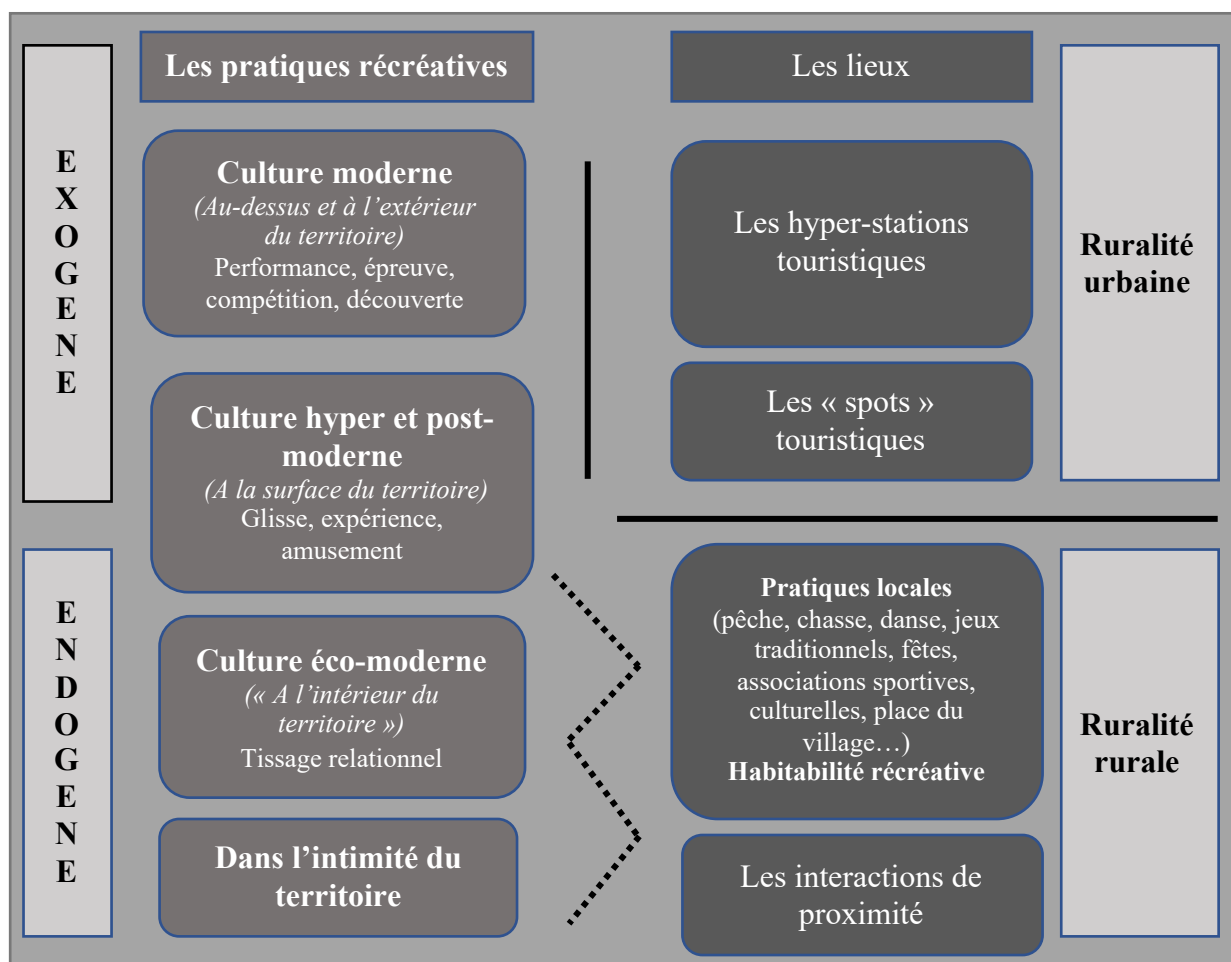 EXOGENE
Les pratiques récréatives
Culture moderne
(Au-dessus et à l’extérieur
du territoire)
Performance, épreuve,
compétition, découverte
Culture hyper et post-
moderne
(A la surface du territoire)
Glisse, expérience,
amusement
Les lieux
Les hyper-stations
touristiques
Les « spots »
touristiques
Ruralité
urbaine
ENDOGENE
Culture éco-moderne
(« A l’intérieur du
territoire »)
Tissage relationnel
Dans l’intimité du
territoire
Pratiques locales
(pêche, chasse, danse, jeux
traditionnels, fêtes,
associations sportives,
culturelles, place du
village…)
Habitabilité récréative
Les interactions de
proximité
Ruralité
rurale